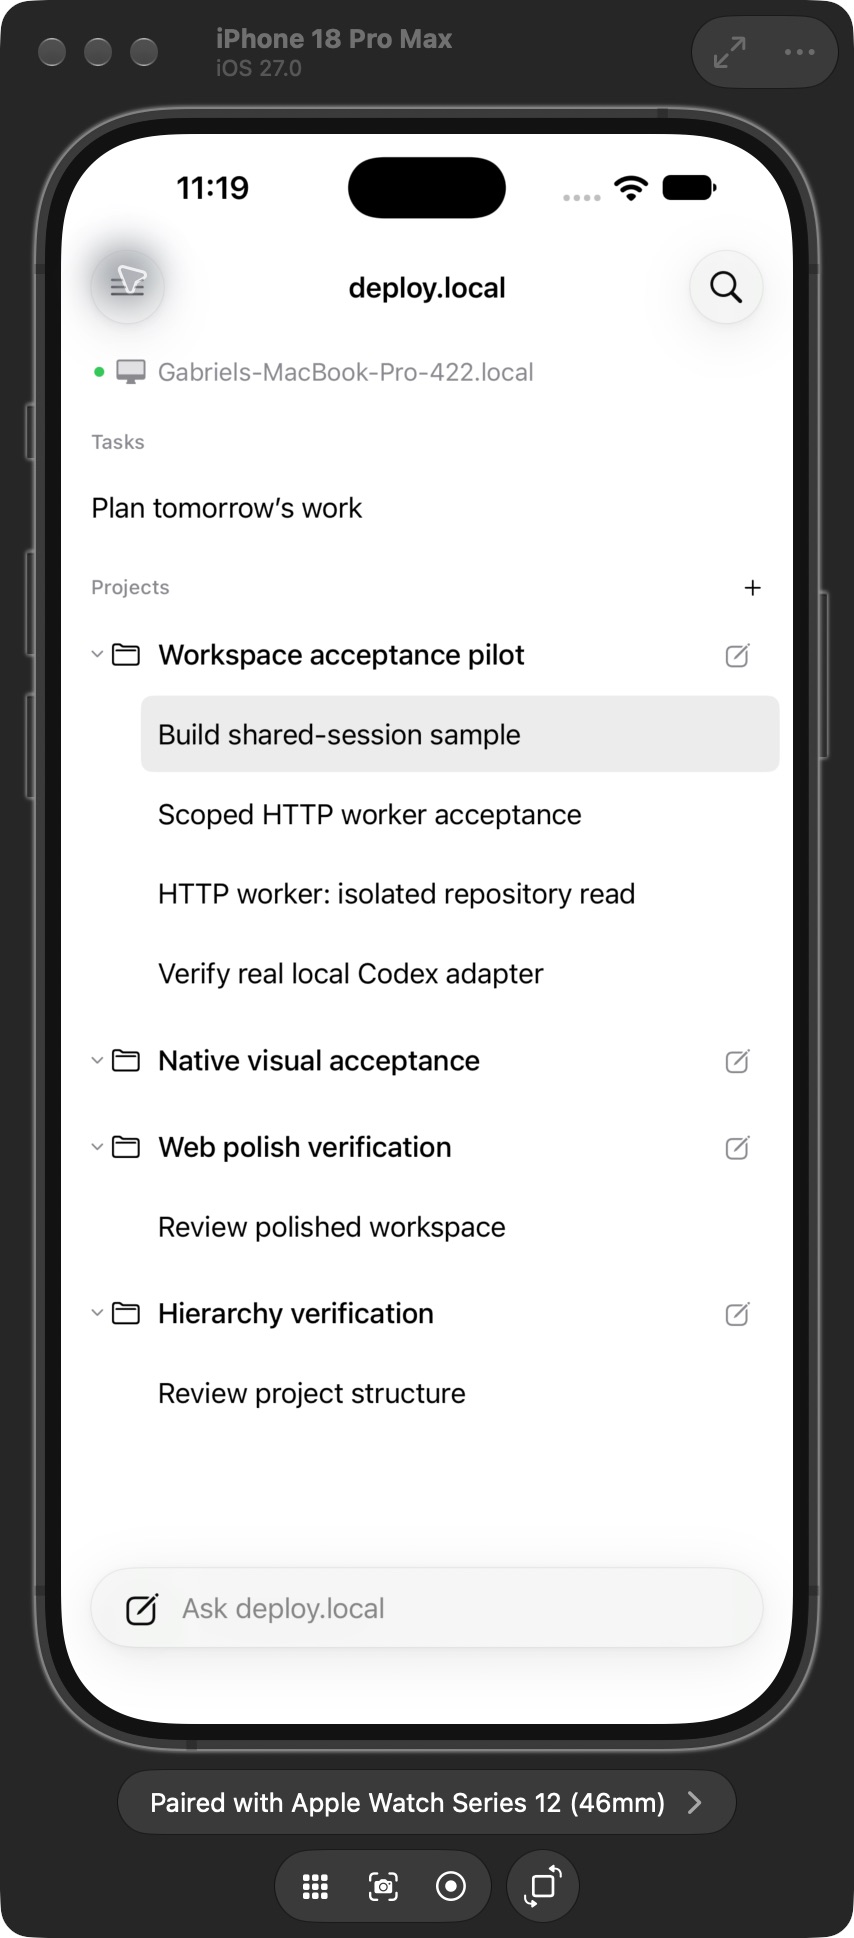 iPhone 18 Pro Max
iOS 27.0
11:19
deploy.local
Gabriels-MacBook-Pro-422.local
Tasks
Plan tomorrow’s work
Projects
Workspace acceptance pilot
Build shared-session sample
Scoped HTTP worker acceptance
HTTP worker: isolated repository read
Verify real local Codex adapter
Native visual acceptance
Web polish verification
Review polished workspace
Hierarchy verification
Review project structure
Ask deploy.local
Paired with Apple Watch Series 12 (46mm)